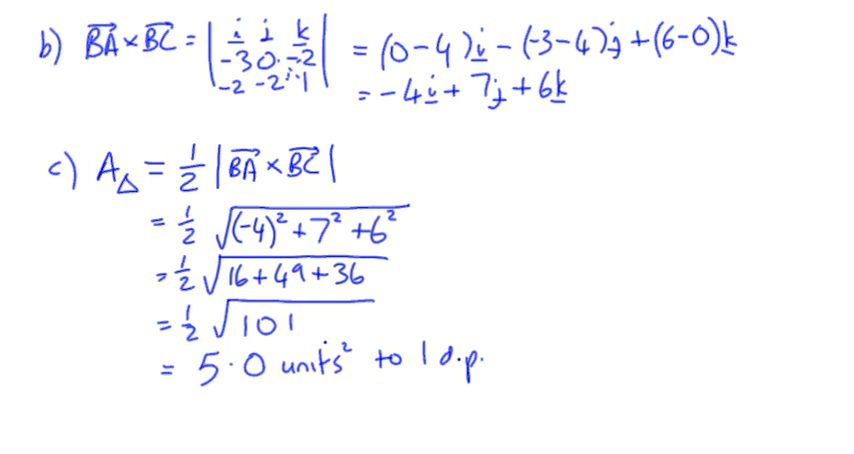 b) BA × BC = | i j k | = (0-4)i - (-3-4)j + (6-0)k
-3 0 -2
-2 -2 1 = -4i + 7j + 6k
c) A△ = 1/2 | BA × BC |
= 1/2 √(-4)² + 7² + 6²
= 1/2 √16 + 49 + 36
= 1/2 √101
= 5.0 units² to 1 d.p.